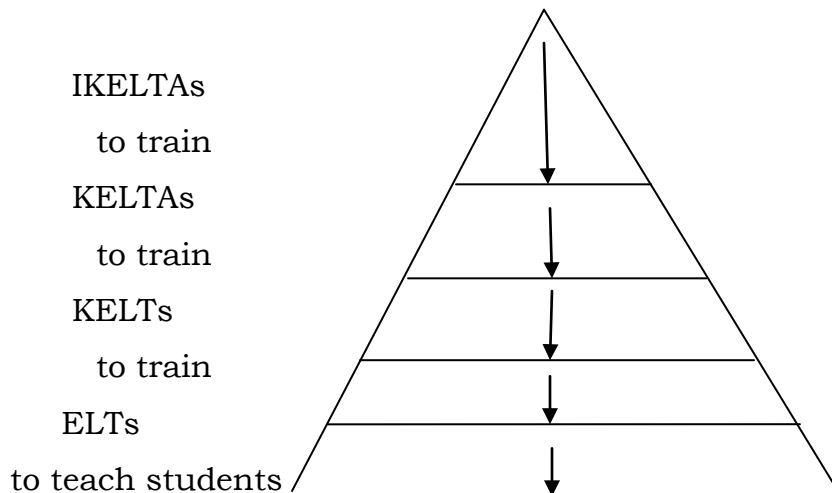 IKELTAs
to train
KELTAs
to train
KELTs
to train
ELTs
to teach students